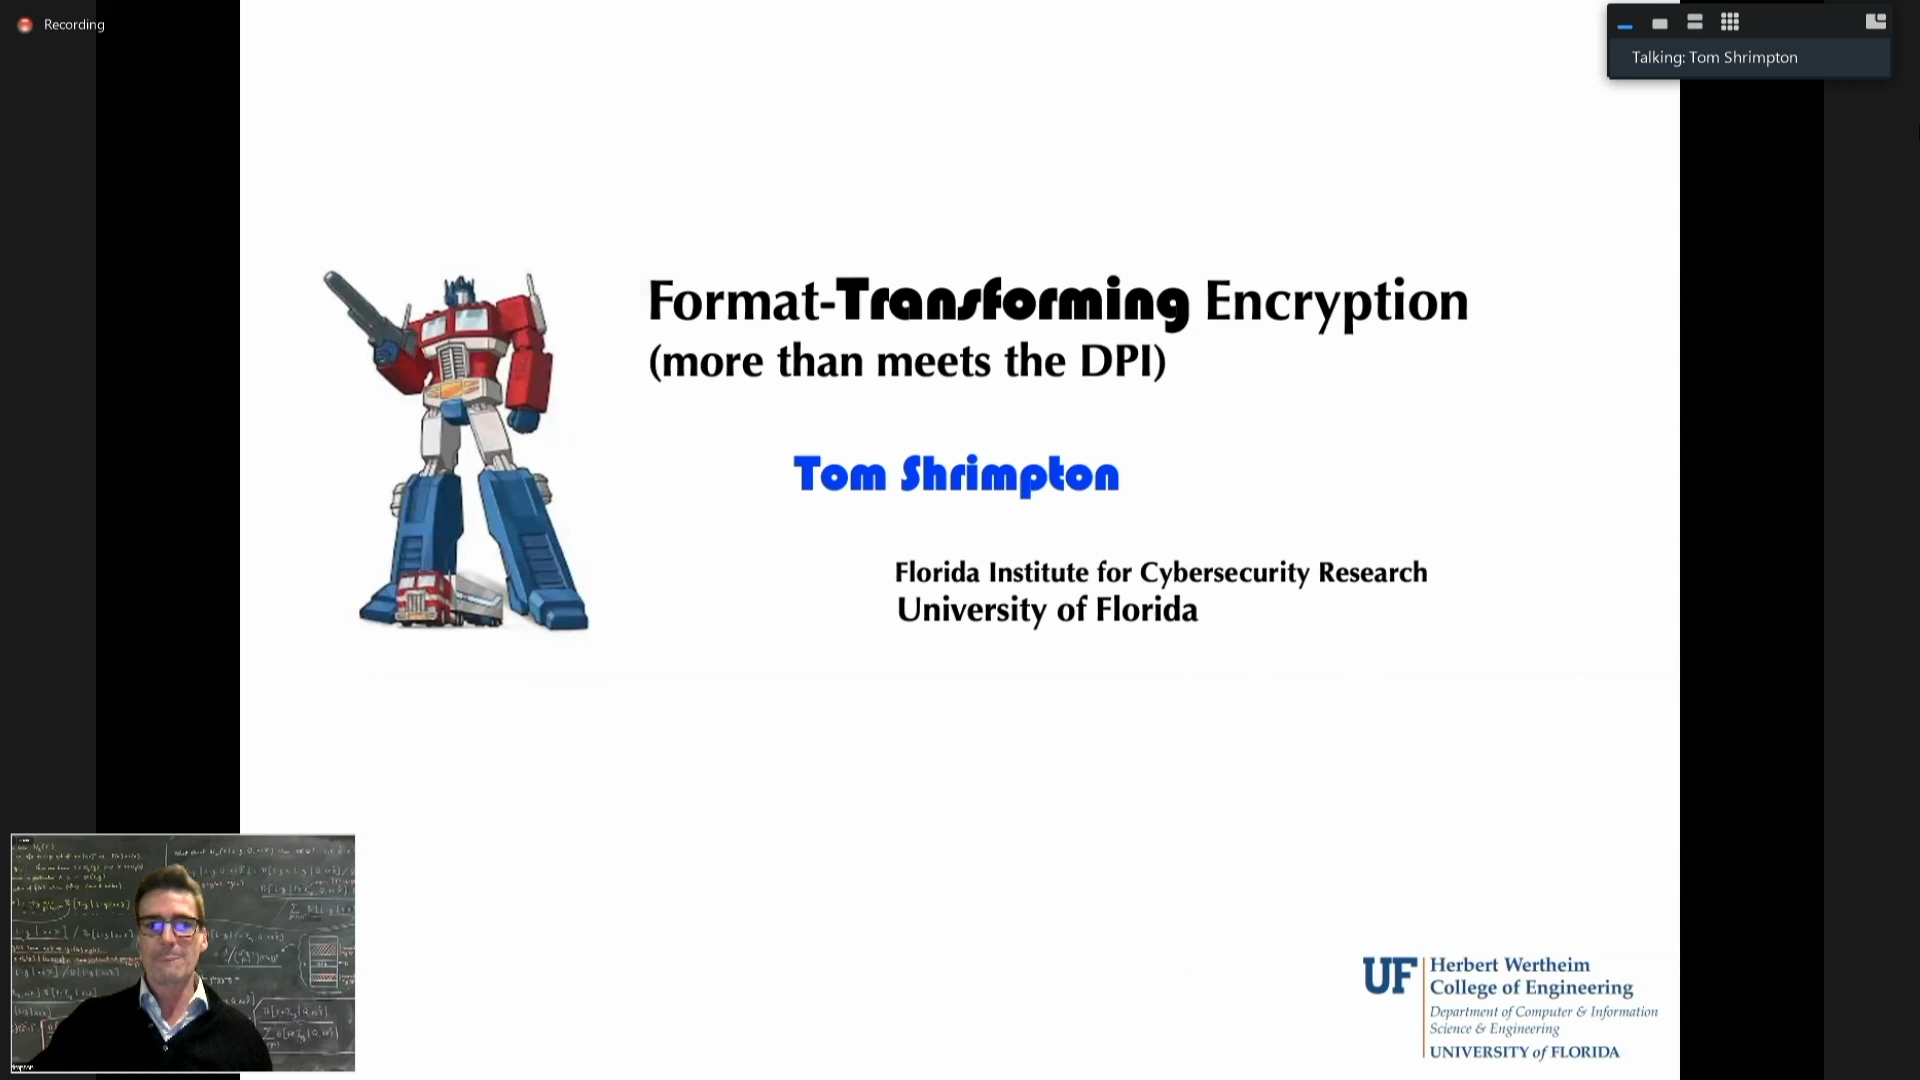 Recording
Talking: Tom Shrimpton
Format-Transforming Encryption
(more than meets the DPI)
Tom Shrimpton
Florida Institute for Cybersecurity Research
University of Florida
UF
Herbert Wertheim
College of Engineering
Department of Computer & Information
Science & Engineering
UNIVERSITY of FLORIDA